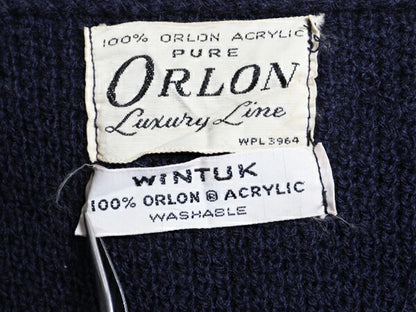 100% ORLON ACRYLIC
PURE
ORLON
Luxury Line
WPL 3964
WINTUK
100% ORLON ® ACRYLIC
WASHABLE